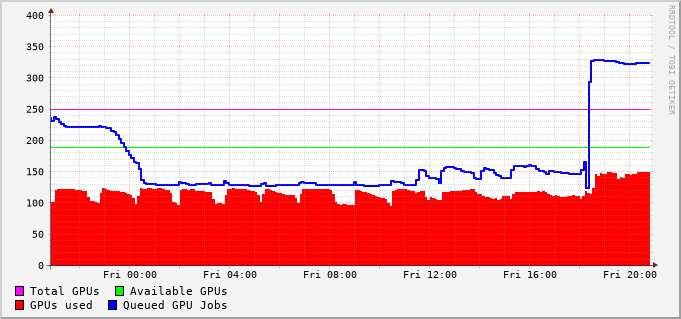 RRDTOOL / TOBI OETIKER
400
350
300
250
200
150
100
50
0
Fri 00:00 Fri 04:00 Fri 08:00 Fri 12:00 Fri 16:00 Fri 20:00
Total GPUs Available GPUs
GPUs used Queued GPU Jobs